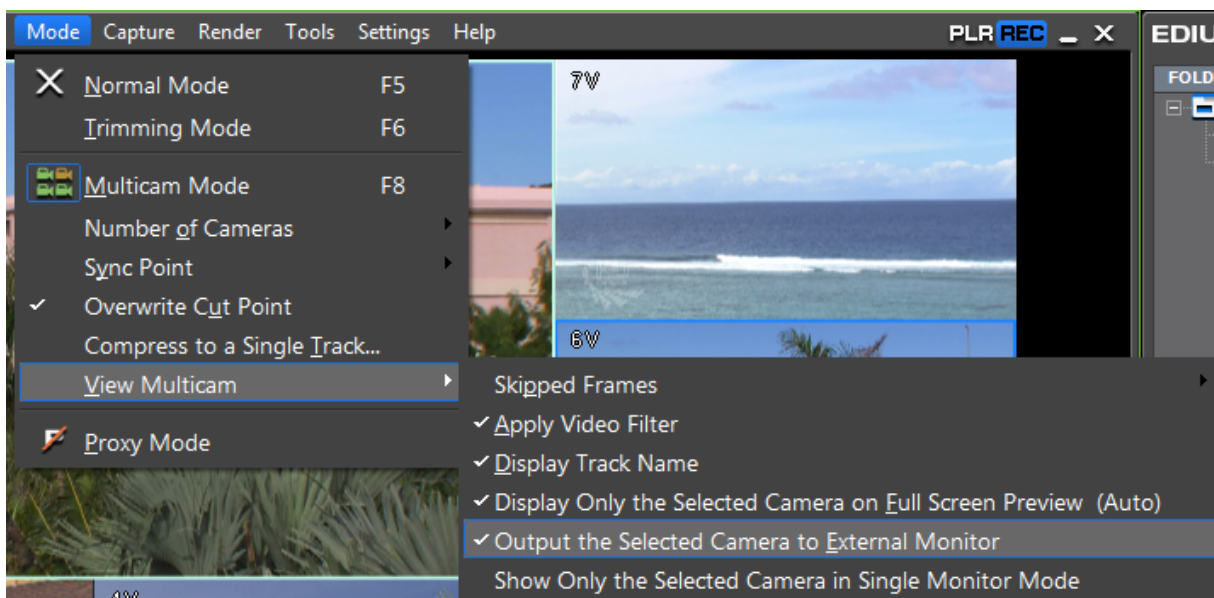 Mode Capture Render Tools Settings Help PLR REC EDIU
Normal Mode F5
Trimming Mode F6
Multicam Mode F8
Number of Cameras
Sync Point
Overwrite Cut Point
Compress to a Single Track...
View Multicam
Proxy Mode
7V
FOLD
6V
Skipped Frames
Apply Video Filter
Display Track Name
Display Only the Selected Camera on Full Screen Preview (Auto)
Output the Selected Camera to External Monitor
Show Only the Selected Camera in Single Monitor Mode